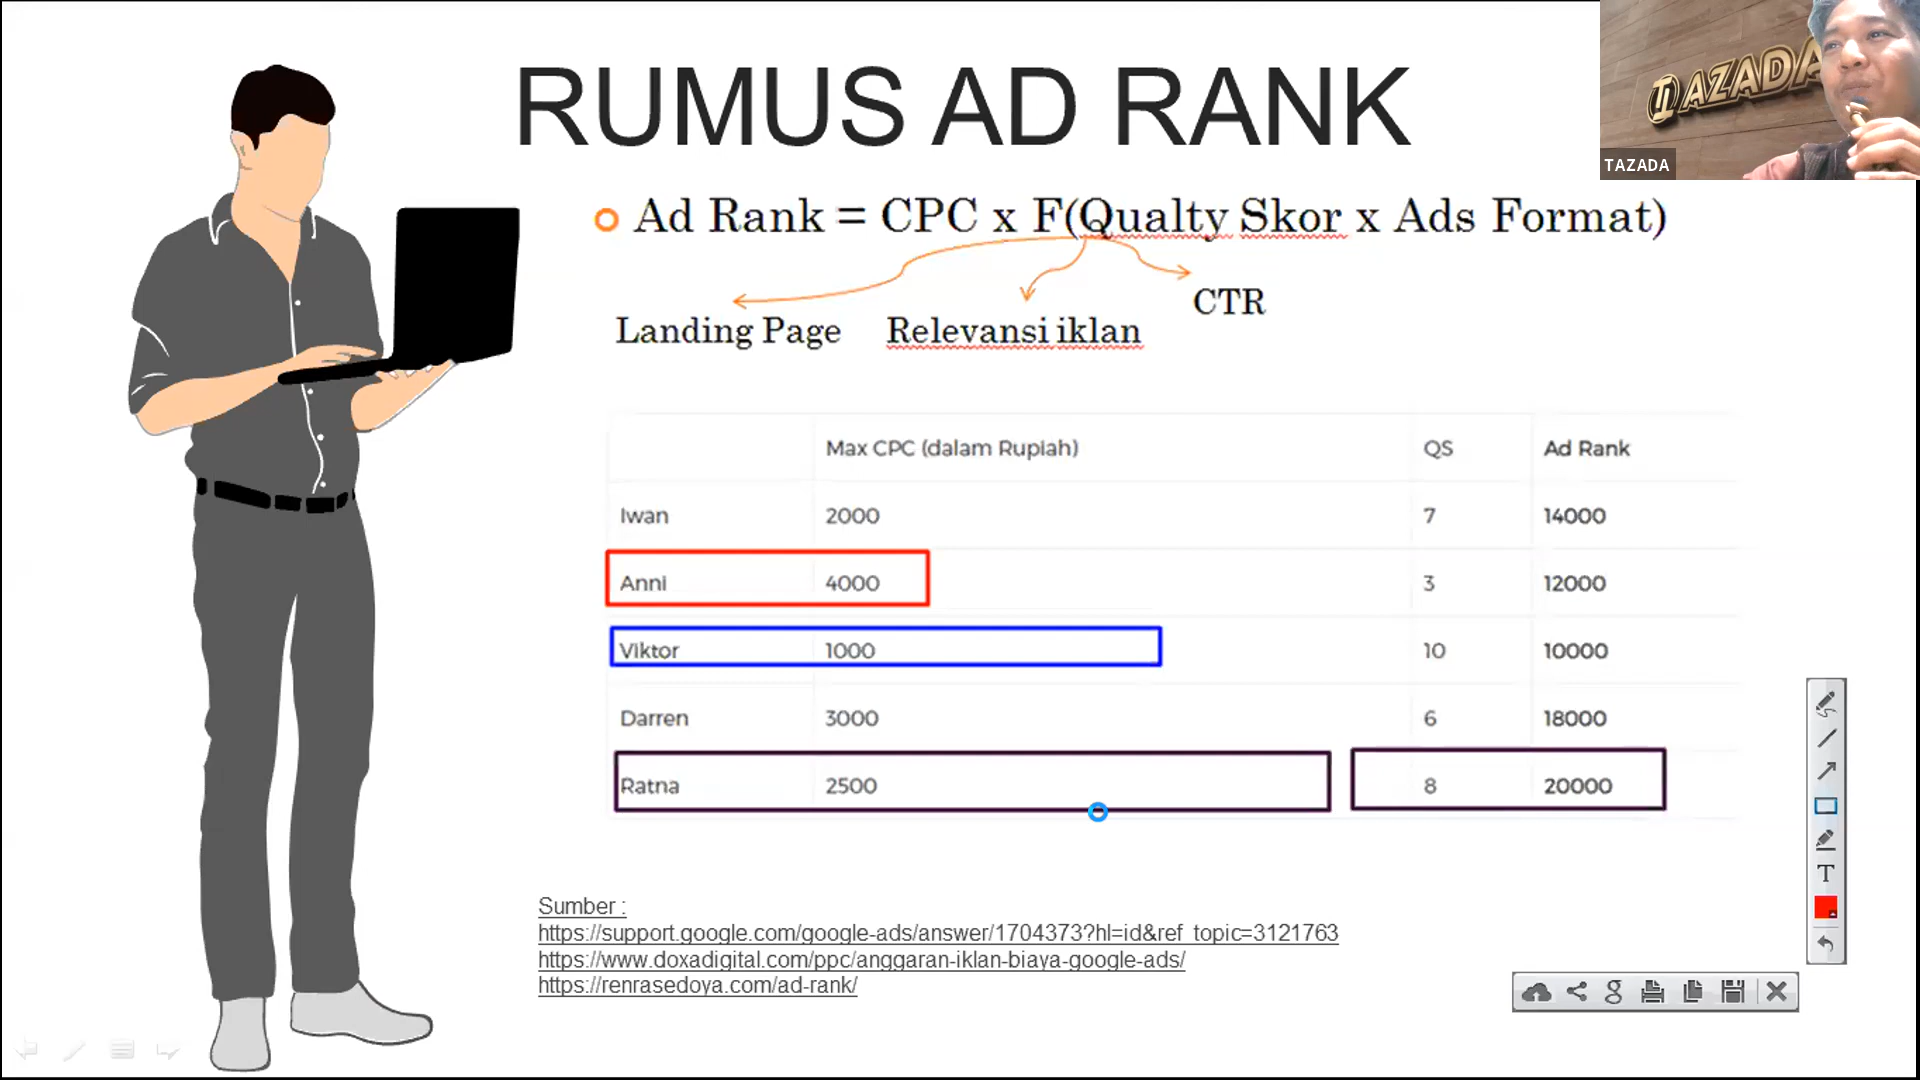 RUMUS AD RANK
TAZADA
TAZADA
Ad Rank = CPC x F(Qualty Skor x Ads Format)
CTR
Landing Page Relevansi iklan
Max CPC (dalam Rupiah) QS Ad Rank
Iwan 2000 7 14000
Anni 4000 3 12000
Viktor 1000 10 10000
Darren 3000 6 18000
Ratna 2500 8 20000
Sumber :
https://support.google.com/google-ads/answer/1704373?hl=id&ref_topic=3121763
https://www.doxadigital.com/ppc/anggaran-iklan-biaya-google-ads/
https://renrasedoya.com/ad-rank/